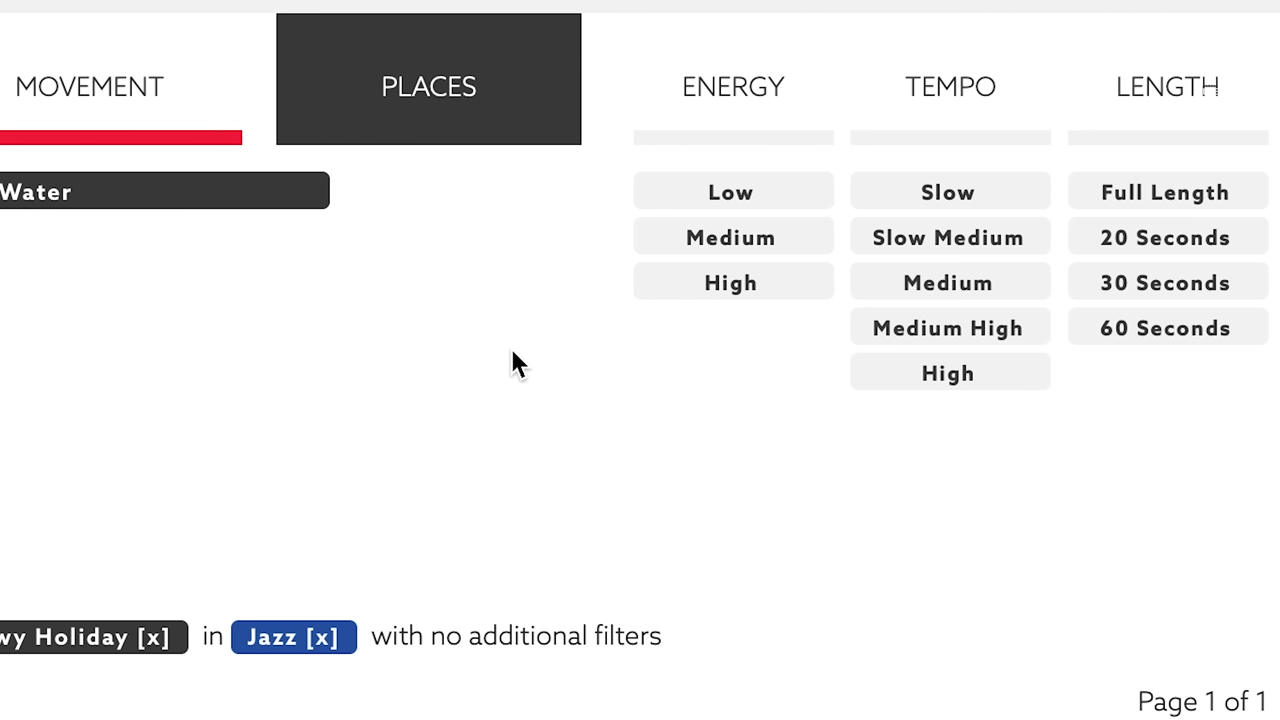 MOVEMENT PLACES ENERGY TEMPO LENGTH
Water Low Slow Full Length
Medium Slow Medium 20 Seconds
High Medium 30 Seconds
Medium High 60 Seconds
High
wy Holiday [x] in Jazz [x] with no additional filters
Page 1 of 1